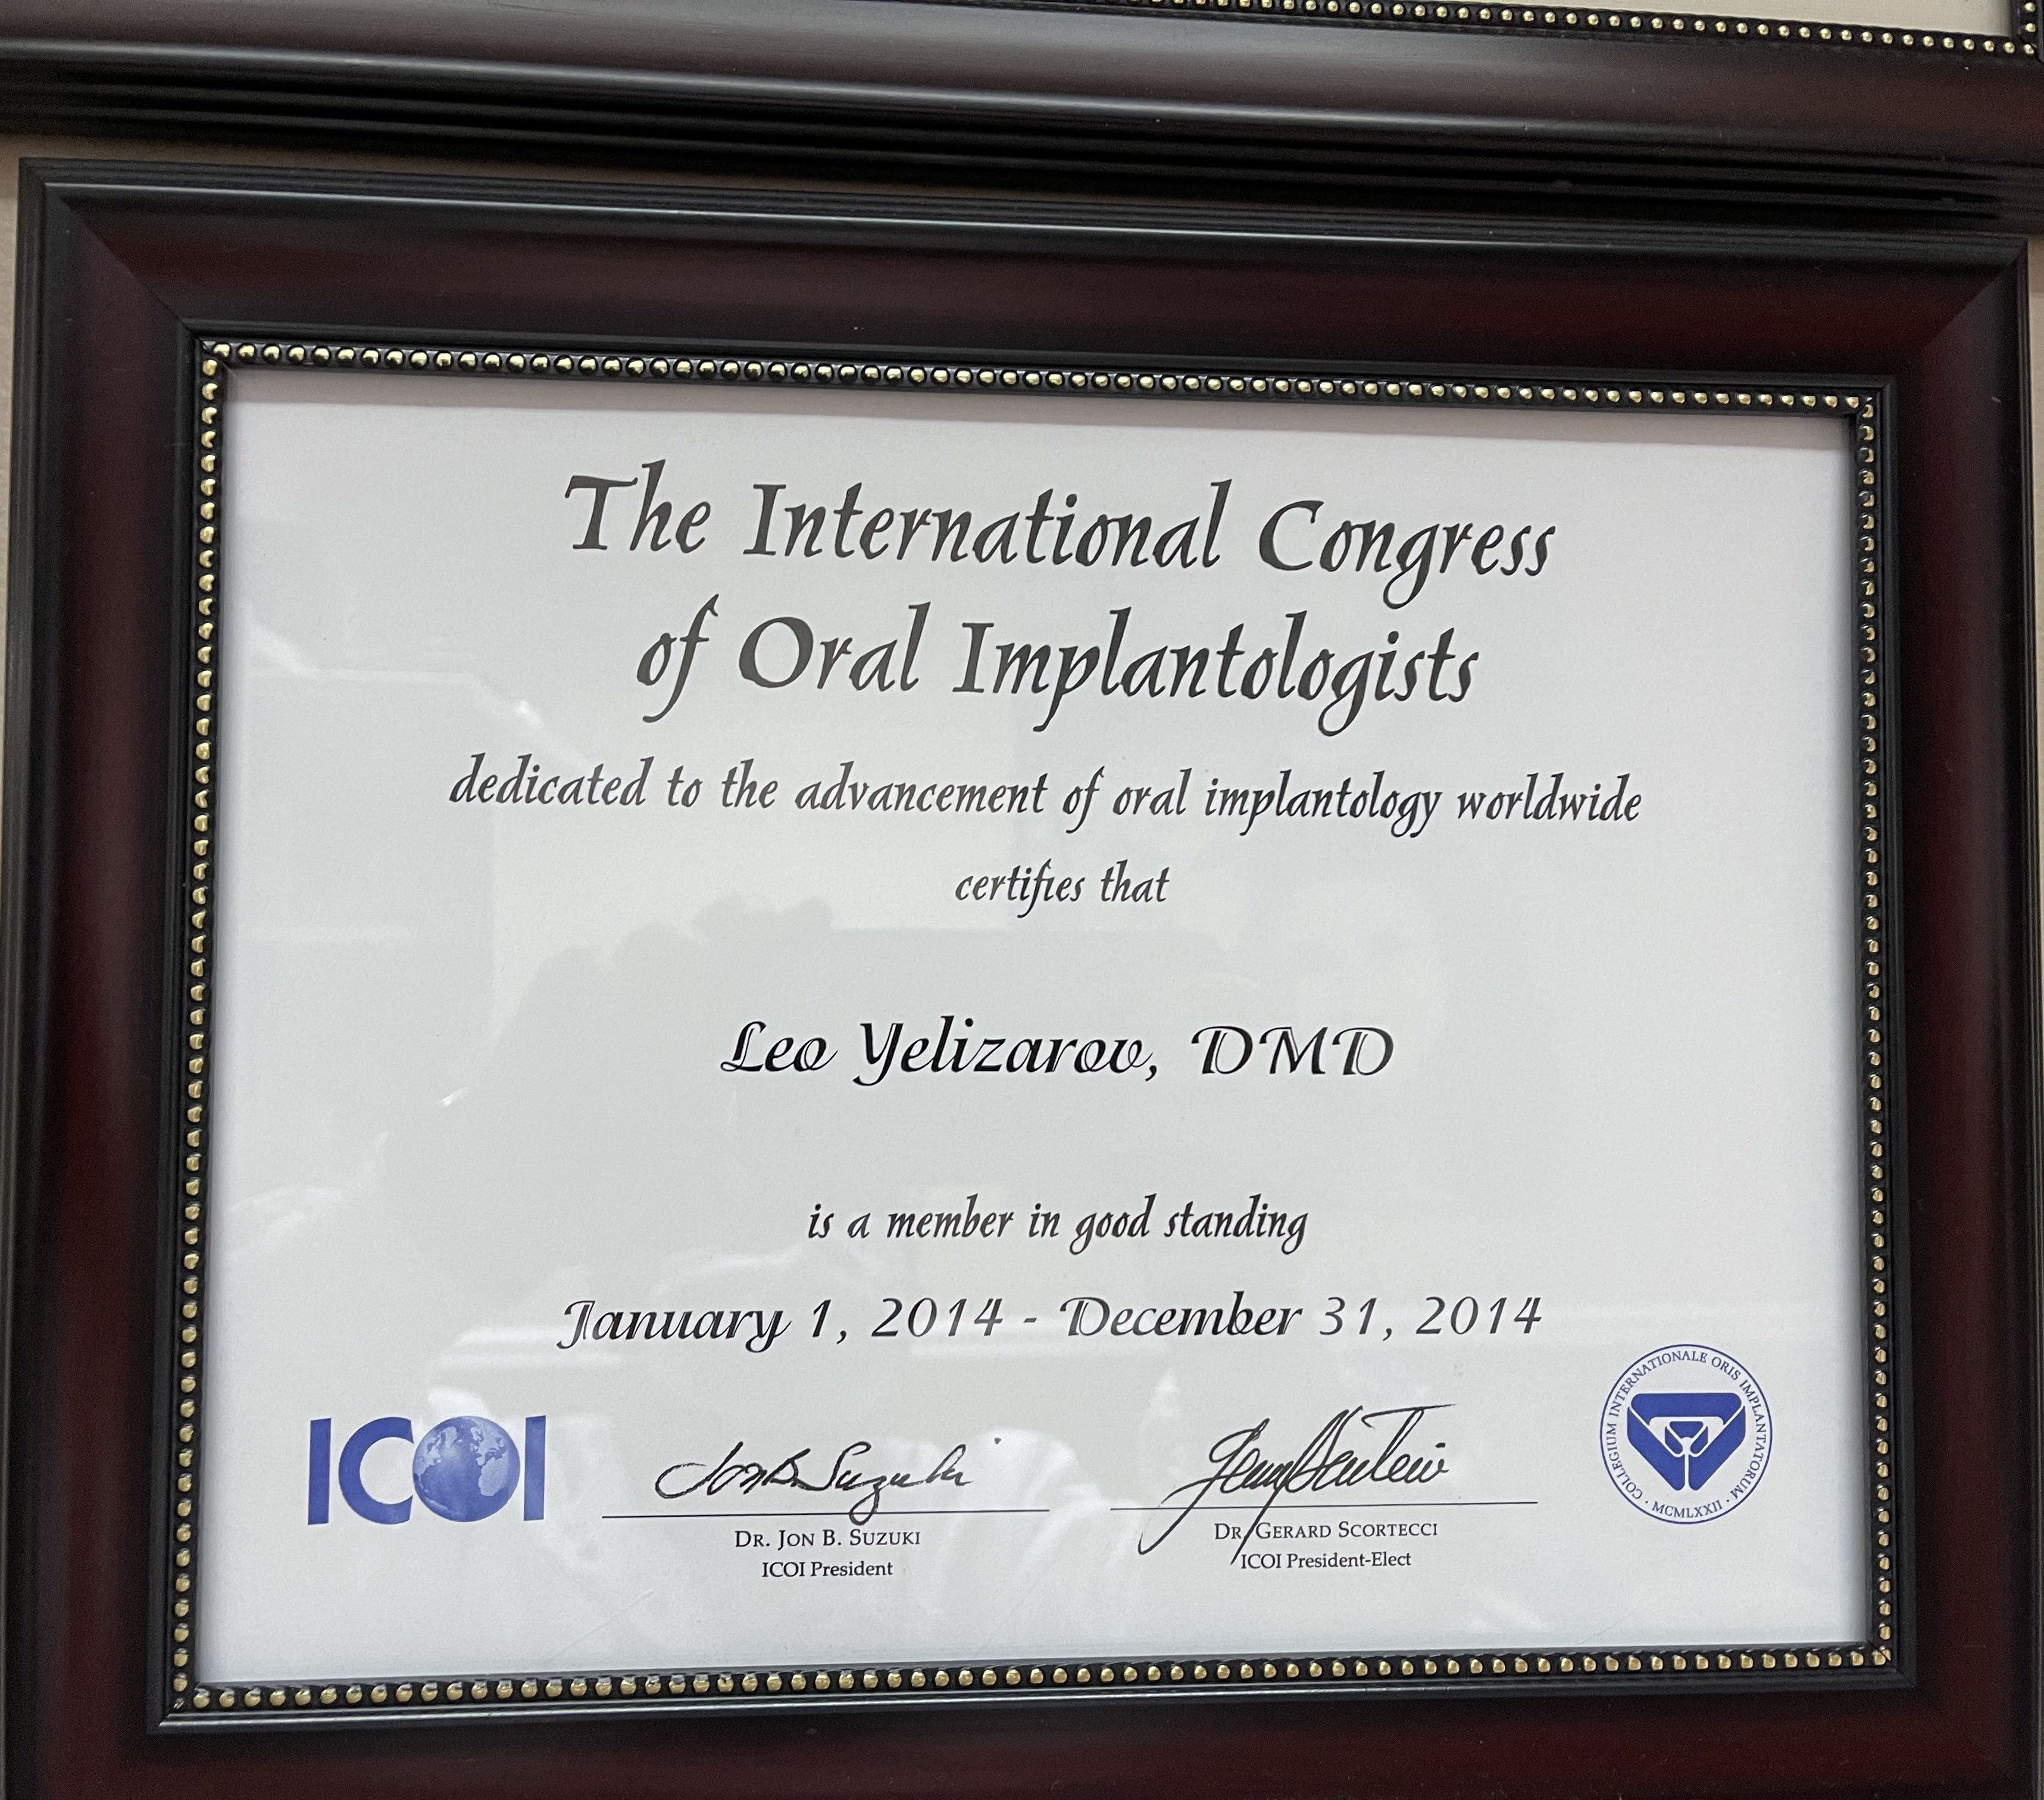 The International Congress
of Oral Implantologists
dedicated to the advancement of oral implantology worldwide
certifies that
Leo Yelizarov, DMD
is a member in good standing
January 1, 2014 - December 31, 2014
ICOI
Jon B Suzuki
DR. JON B. SUZUKI
ICOI President
DR. GERARD SCORTECCI
ICOI President-Elect
COLLEGIUM INTERNATIONALE ORIS IMPLANTATORUM
· MCMLXXII ·